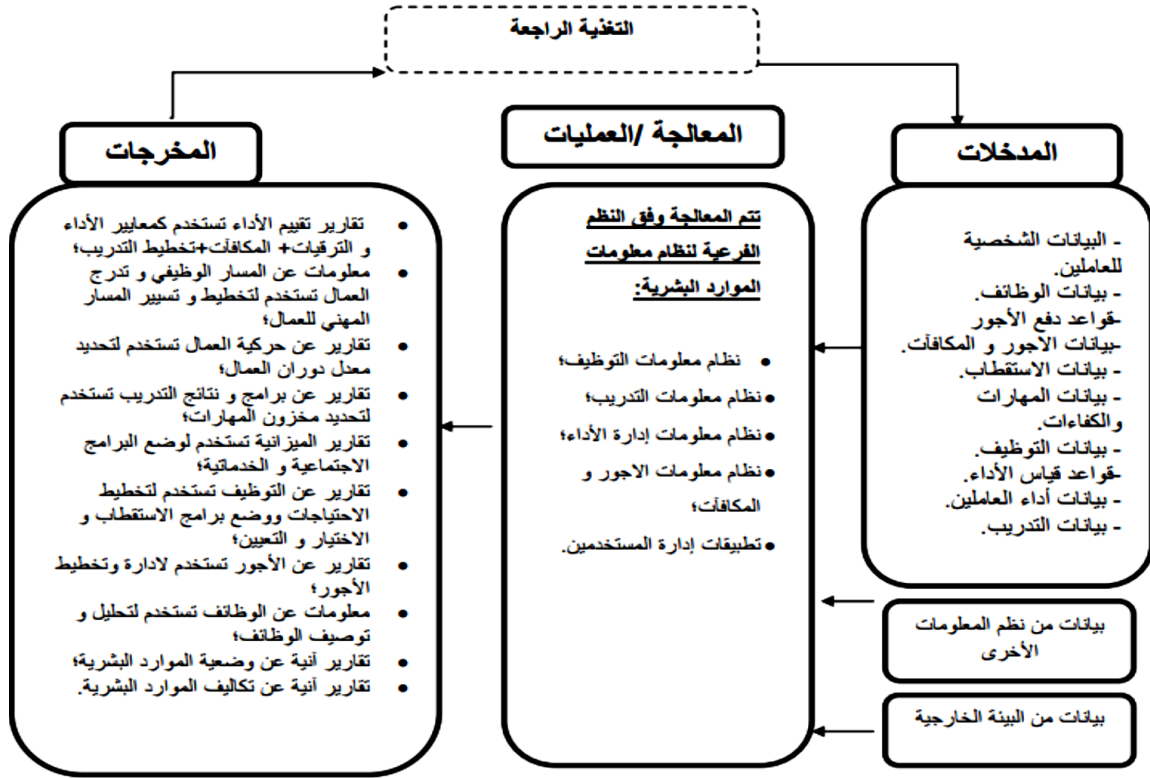 التغذية الراجعة
المدخلات
- البيانات الشخصية
للعاملين.
- بيانات الوظائف.
-قواعد دفع الأجور
-بيانات الاجور و المكافآت.
- بيانات الاستقطاب.
- بيانات المهارات
والكفاءات.
- بيانات التوظيف.
-قواعد قياس الأداء.
- بيانات أداء العاملين.
- بيانات التدريب.
بيانات من نظم المعلومات
الأخرى
بيانات من البيئة الخارجية
المعالجة /العمليات
تتم المعالجة وفق النظم
الفرعية لنظام معلومات
الموارد البشرية:
• نظام معلومات التوظيف؛
• نظام معلومات التدريب؛
• نظام معلومات إدارة الأداء؛
• نظام معلومات الاجور و
المكافآت؛
• تطبيقات إدارة المستخدمين.
المخرجات
• تقارير تقييم الأداء تستخدم كمعايير الأداء
و الترقيات+ المكافآت+تخطيط التدريب؛
• معلومات عن المسار الوظيفي و تدرج
العمال تستخدم لتخطيط و تسيير المسار
المهني للعمال؛
• تقارير عن حركية العمال تستخدم لتحديد
معدل دوران العمال؛
• تقارير عن برامج و نتائج التدريب تستخدم
لتحديد مخزون المهارات؛
• تقارير الميزانية تستخدم لوضع البرامج
الاجتماعية و الخدماتية؛
• تقارير عن التوظيف تستخدم لتخطيط
الاحتياجات ووضع برامج الاستقطاب و
الاختيار و التعيين؛
• تقارير عن الأجور تستخدم لادارة وتخطيط
الأجور؛
• معلومات عن الوظائف تستخدم لتحليل و
توصيف الوظائف؛
• تقارير آنية عن وضعية الموارد البشرية؛
• تقارير آنية عن تكاليف الموارد البشرية.